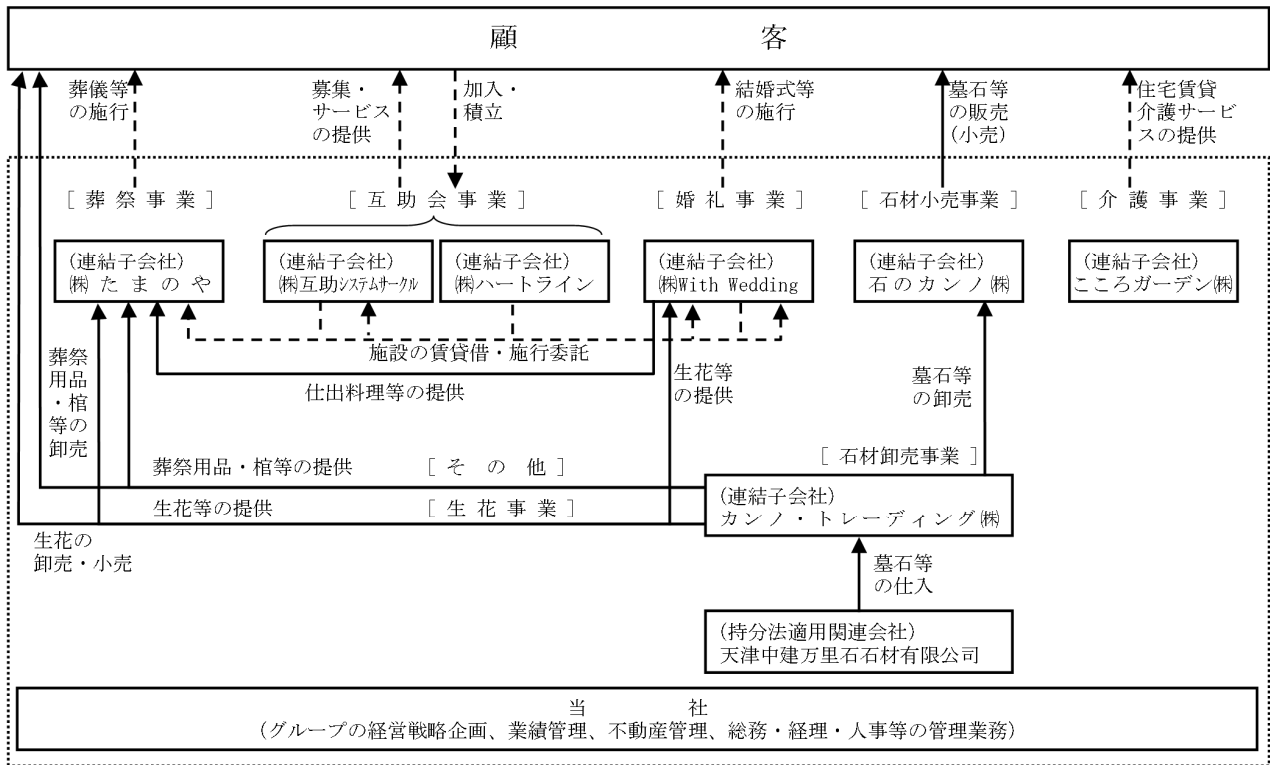 顧客
葬儀等
の施行
募集・
サービス
の提供
加入・
積立
結婚式等
の施行
墓石等
の販売
(小売)
住宅賃貸
介護サービ
スの提供
[葬祭事業]
[互助会事業]
[婚礼事業]
[石材小売事業]
[介護事業]
(連結子会社)
㈱たまのや
(連結子会社)
㈱互助システムサークル
(連結子会社)
㈱ハートライン
(連結子会社)
㈱With Wedding
(連結子会社)
石のカンノ㈱
(連結子会社)
こころガーデン㈱
施設の賃貸借・施行委託
葬祭
用品
・棺
等の
卸売
仕出料理等の提供
生花等
の提供
墓石等
の卸売
[石材卸売事業]
葬祭用品・棺等の提供
[その他]
生花等の提供
[生花事業]
(連結子会社)
カンノ・トレーディング㈱
生花の
卸売・小売
墓石等
の仕入
(持分法適用関連会社)
天津中建万里石石材有限公司
当社
(グループの経営戦略企画、業績管理、不動産管理、総務・経理・人事等の管理業務)